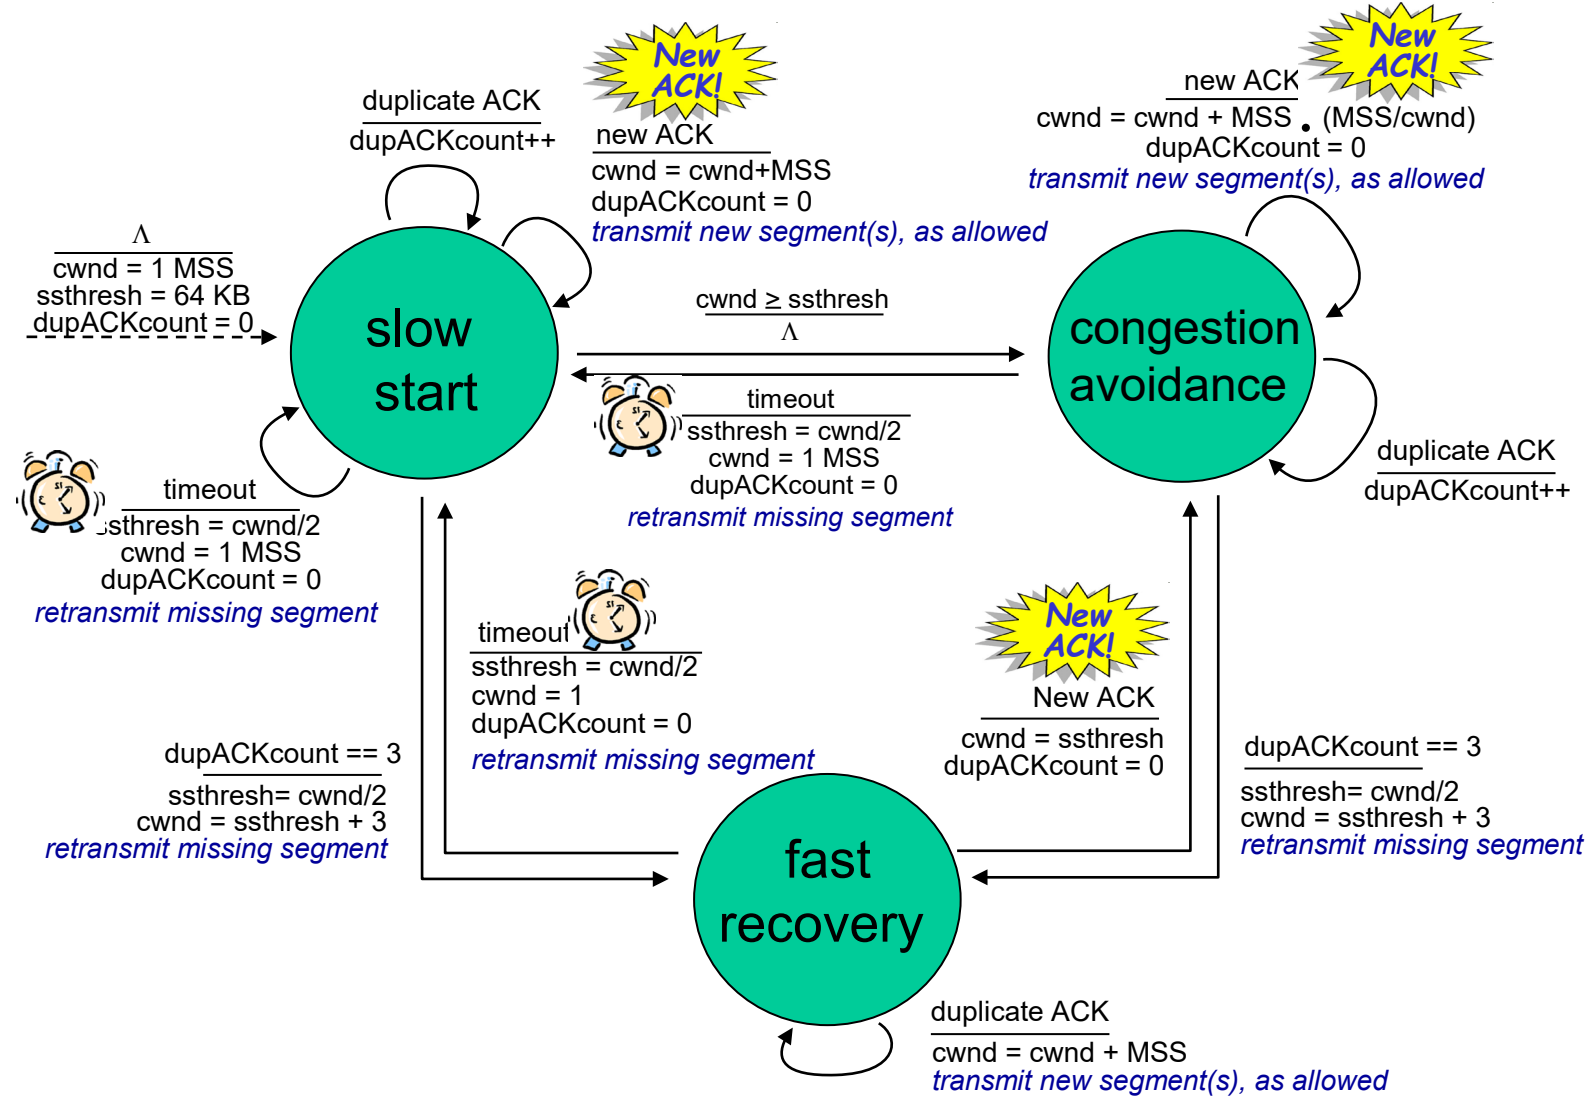 New
ACK!
duplicate ACK
dupACKcount++
new ACK
cwnd = cwnd+MSS
dupACKcount = 0
transmit new segment(s), as allowed
New
ACK!
new ACK
cwnd = cwnd + MSS • (MSS/cwnd)
dupACKcount = 0
transmit new segment(s), as allowed
Λ
cwnd = 1 MSS
ssthresh = 64 KB
dupACKcount = 0
slow
start
cwnd ≥ ssthresh
Λ
congestion
avoidance
timeout
ssthresh = cwnd/2
cwnd = 1 MSS
dupACKcount = 0
retransmit missing segment
duplicate ACK
dupACKcount++
timeout
ssthresh = cwnd/2
cwnd = 1 MSS
dupACKcount = 0
retransmit missing segment
timeout
ssthresh = cwnd/2
cwnd = 1
dupACKcount = 0
retransmit missing segment
New
ACK!
New ACK
cwnd = ssthresh
dupACKcount = 0
dupACKcount == 3
ssthresh= cwnd/2
cwnd = ssthresh + 3
retransmit missing segment
dupACKcount == 3
ssthresh= cwnd/2
cwnd = ssthresh + 3
retransmit missing segment
fast
recovery
duplicate ACK
cwnd = cwnd + MSS
transmit new segment(s), as allowed